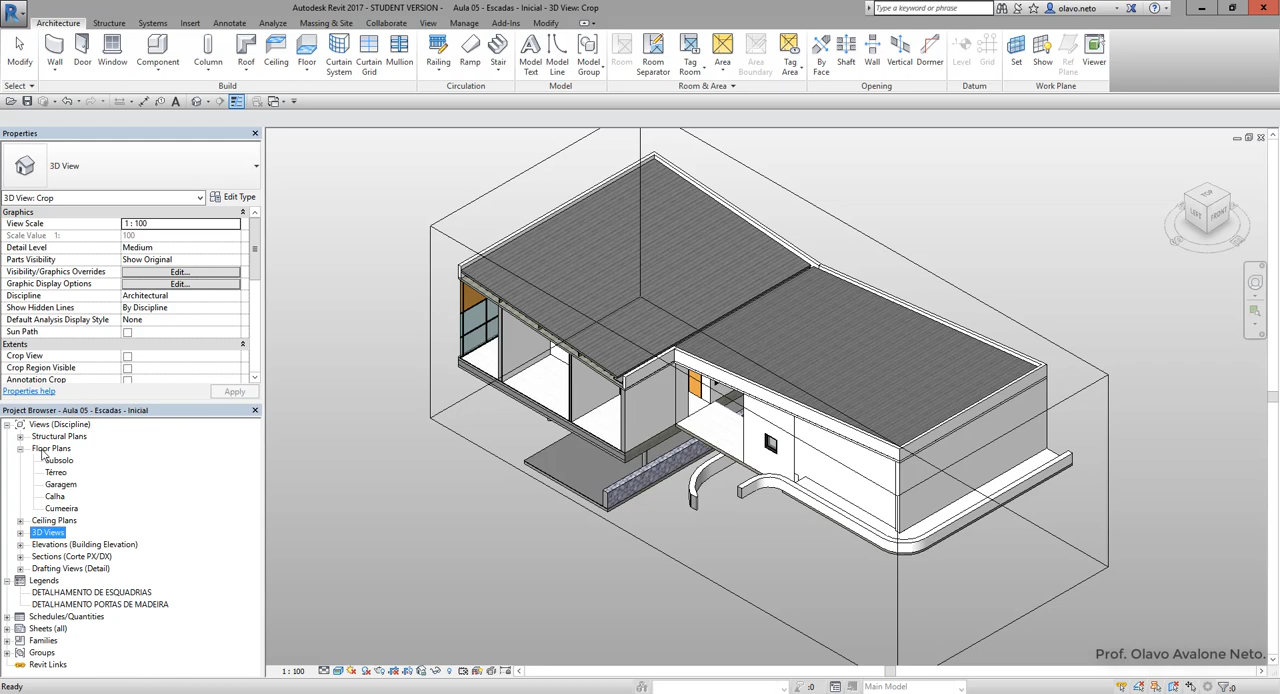 Autodesk Revit 2017 - STUDENT VERSION - Aula 05 - Escadas - Inicial - 3D View: Crop
Type a keyword or phrase
olavo.neto
Architecture Structure Systems Insert Annotate Analyze Massing & Site Collaborate View Manage Add-Ins Modify
Modify Wall Door Window Component Column Roof Ceiling Floor Curtain System Curtain Grid Mullion Railing Ramp Stair Model Text Model Line Model Group Room Room Separator Tag Room Area Area Boundary Tag Area By Face Shaft Wall Vertical Dormer Level Grid Set Show Ref Plane Viewer
Select Build Circulation Model Room & Area Opening Datum Work Plane
Properties
3D View
3D View: Crop Edit Type
Graphics
View Scale 1 : 100
Scale Value 1: 100
Detail Level Medium
Parts Visibility Show Original
Visibility/Graphics Overrides Edit...
Graphic Display Options Edit...
Discipline Architectural
Show Hidden Lines By Discipline
Default Analysis Display Style None
Sun Path
Extents
Crop View
Crop Region Visible
Annotation Crop
Properties help Apply
Project Browser - Aula 05 - Escadas - Inicial
Views (Discipline)
Structural Plans
Floor Plans
Subsolo
Térreo
Garagem
Calha
Cumeeira
Ceiling Plans
3D Views
Elevations (Building Elevation)
Sections (Corte PX/DX)
Drafting Views (Detail)
Legends
DETALHAMENTO DE ESQUADRIAS
DETALHAMENTO PORTAS DE MADEIRA
Schedules/Quantities
Sheets (all)
Families
Groups
Revit Links
TOP
LEFT FRONT
Prof. Olavo Avalone Neto.
1 : 100
Ready :0 Main Model :0